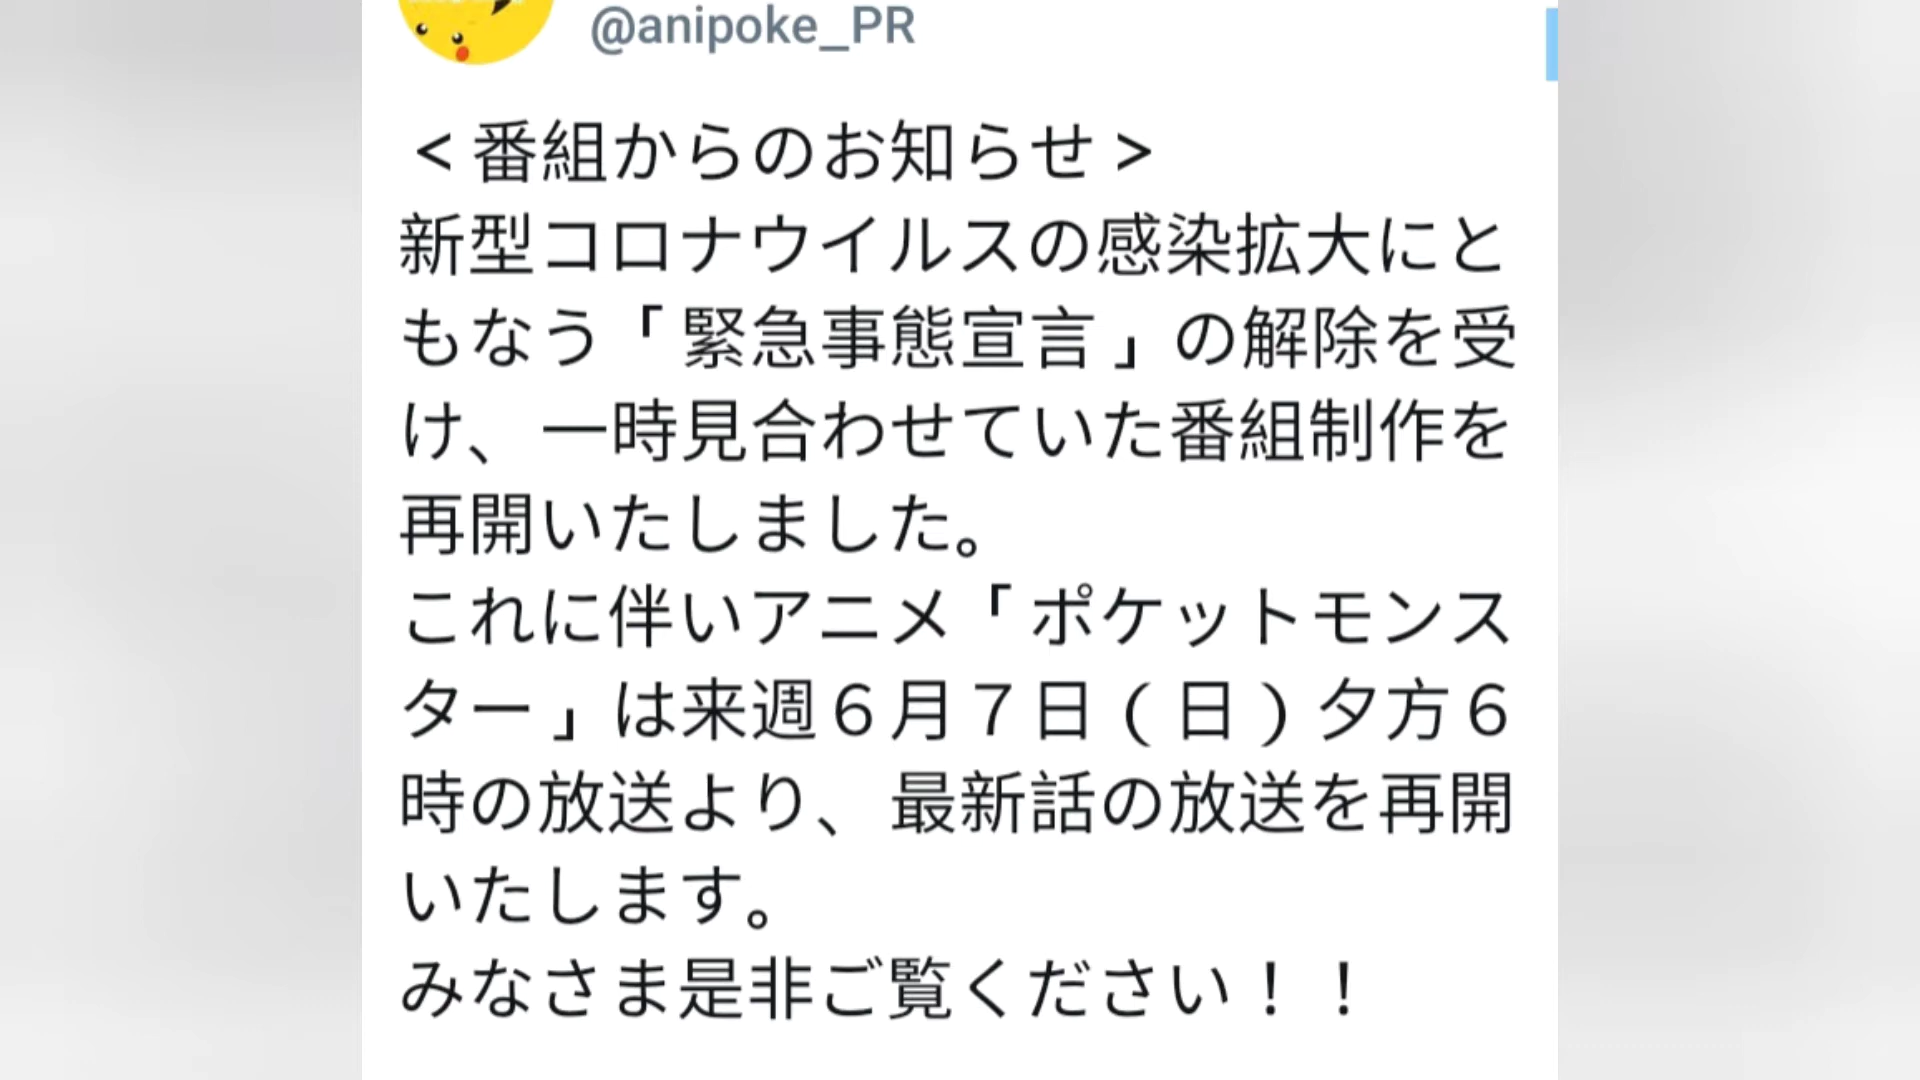 @anipoke_PR
＜番組からのお知らせ＞
新型コロナウイルスの感染拡大にと
もなう「緊急事態宣言」の解除を受
け、一時見合わせていた番組制作を
再開いたしました。
これに伴いアニメ「ポケットモンス
ター」は来週６月７日(日)夕方６
時の放送より、最新話の放送を再開
いたします。
みなさま是非ご覧ください！！